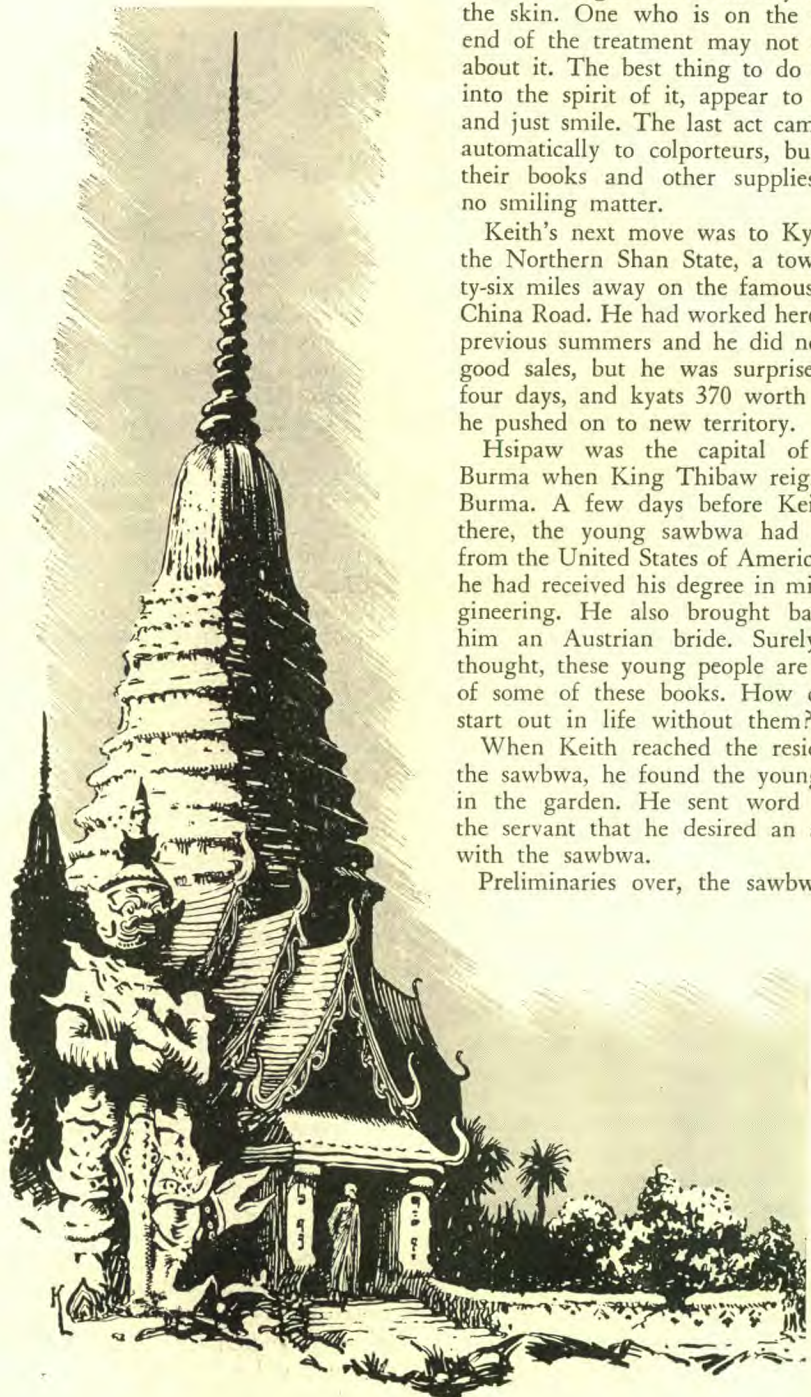 the skin. One who is on the
end of the treatment may not
about it. The best thing to do
into the spirit of it, appear to
and just smile. The last act cam
automatically to colporteurs, bu
their books and other supplies
no smiling matter.
Keith's next move was to Ky
the Northern Shan State, a tow
ty-six miles away on the famous
China Road. He had worked here
previous summers and he did n
good sales, but he was surprise
four days, and kyats 370 worth
he pushed on to new territory.
Hsipaw was the capital of
Burma when King Thibaw reig
Burma. A few days before Kei
there, the young sawbwa had
from the United States of Americ
he had received his degree in mi
gineering. He also brought ba
him an Austrian bride. Surely
thought, these young people are
of some of these books. How
start out in life without them?
When Keith reached the resi
the sawbwa, he found the young
in the garden. He sent word
the servant that he desired an
with the sawbwa.
Preliminaries over, the sawbw
K